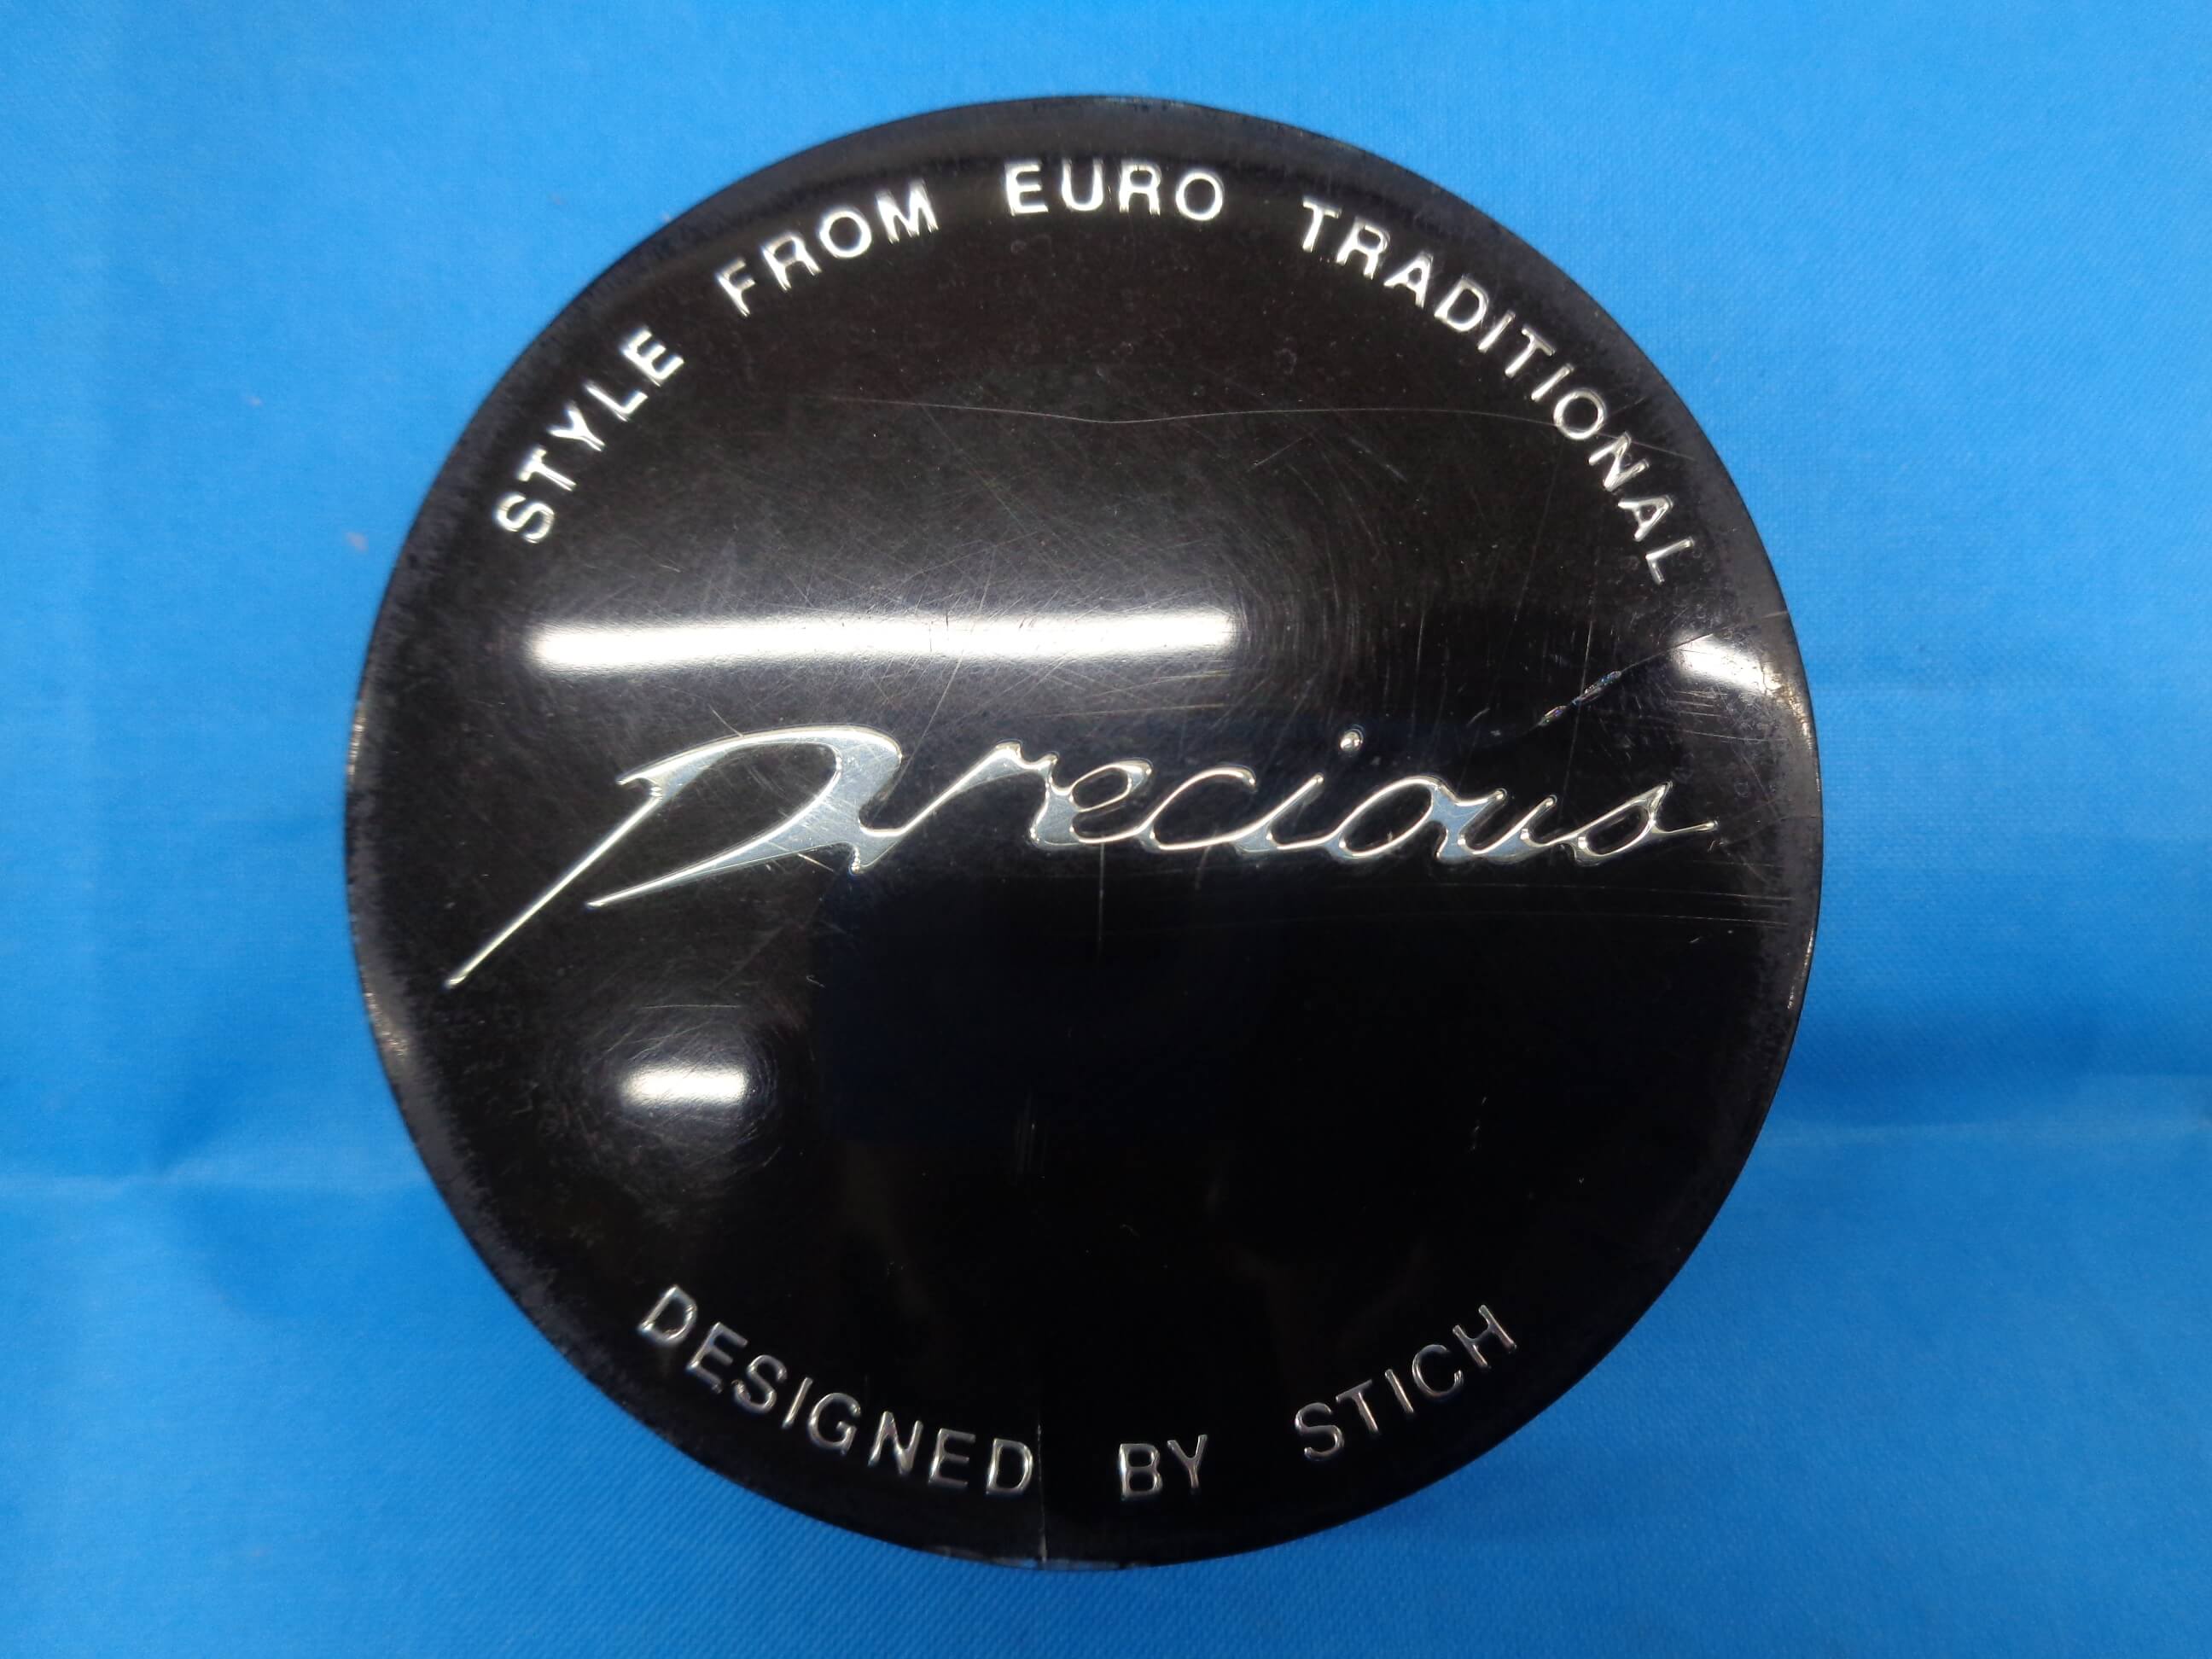 STYLE FROM EURO TRADITIONAL
Precious
DESIGNED BY STICH